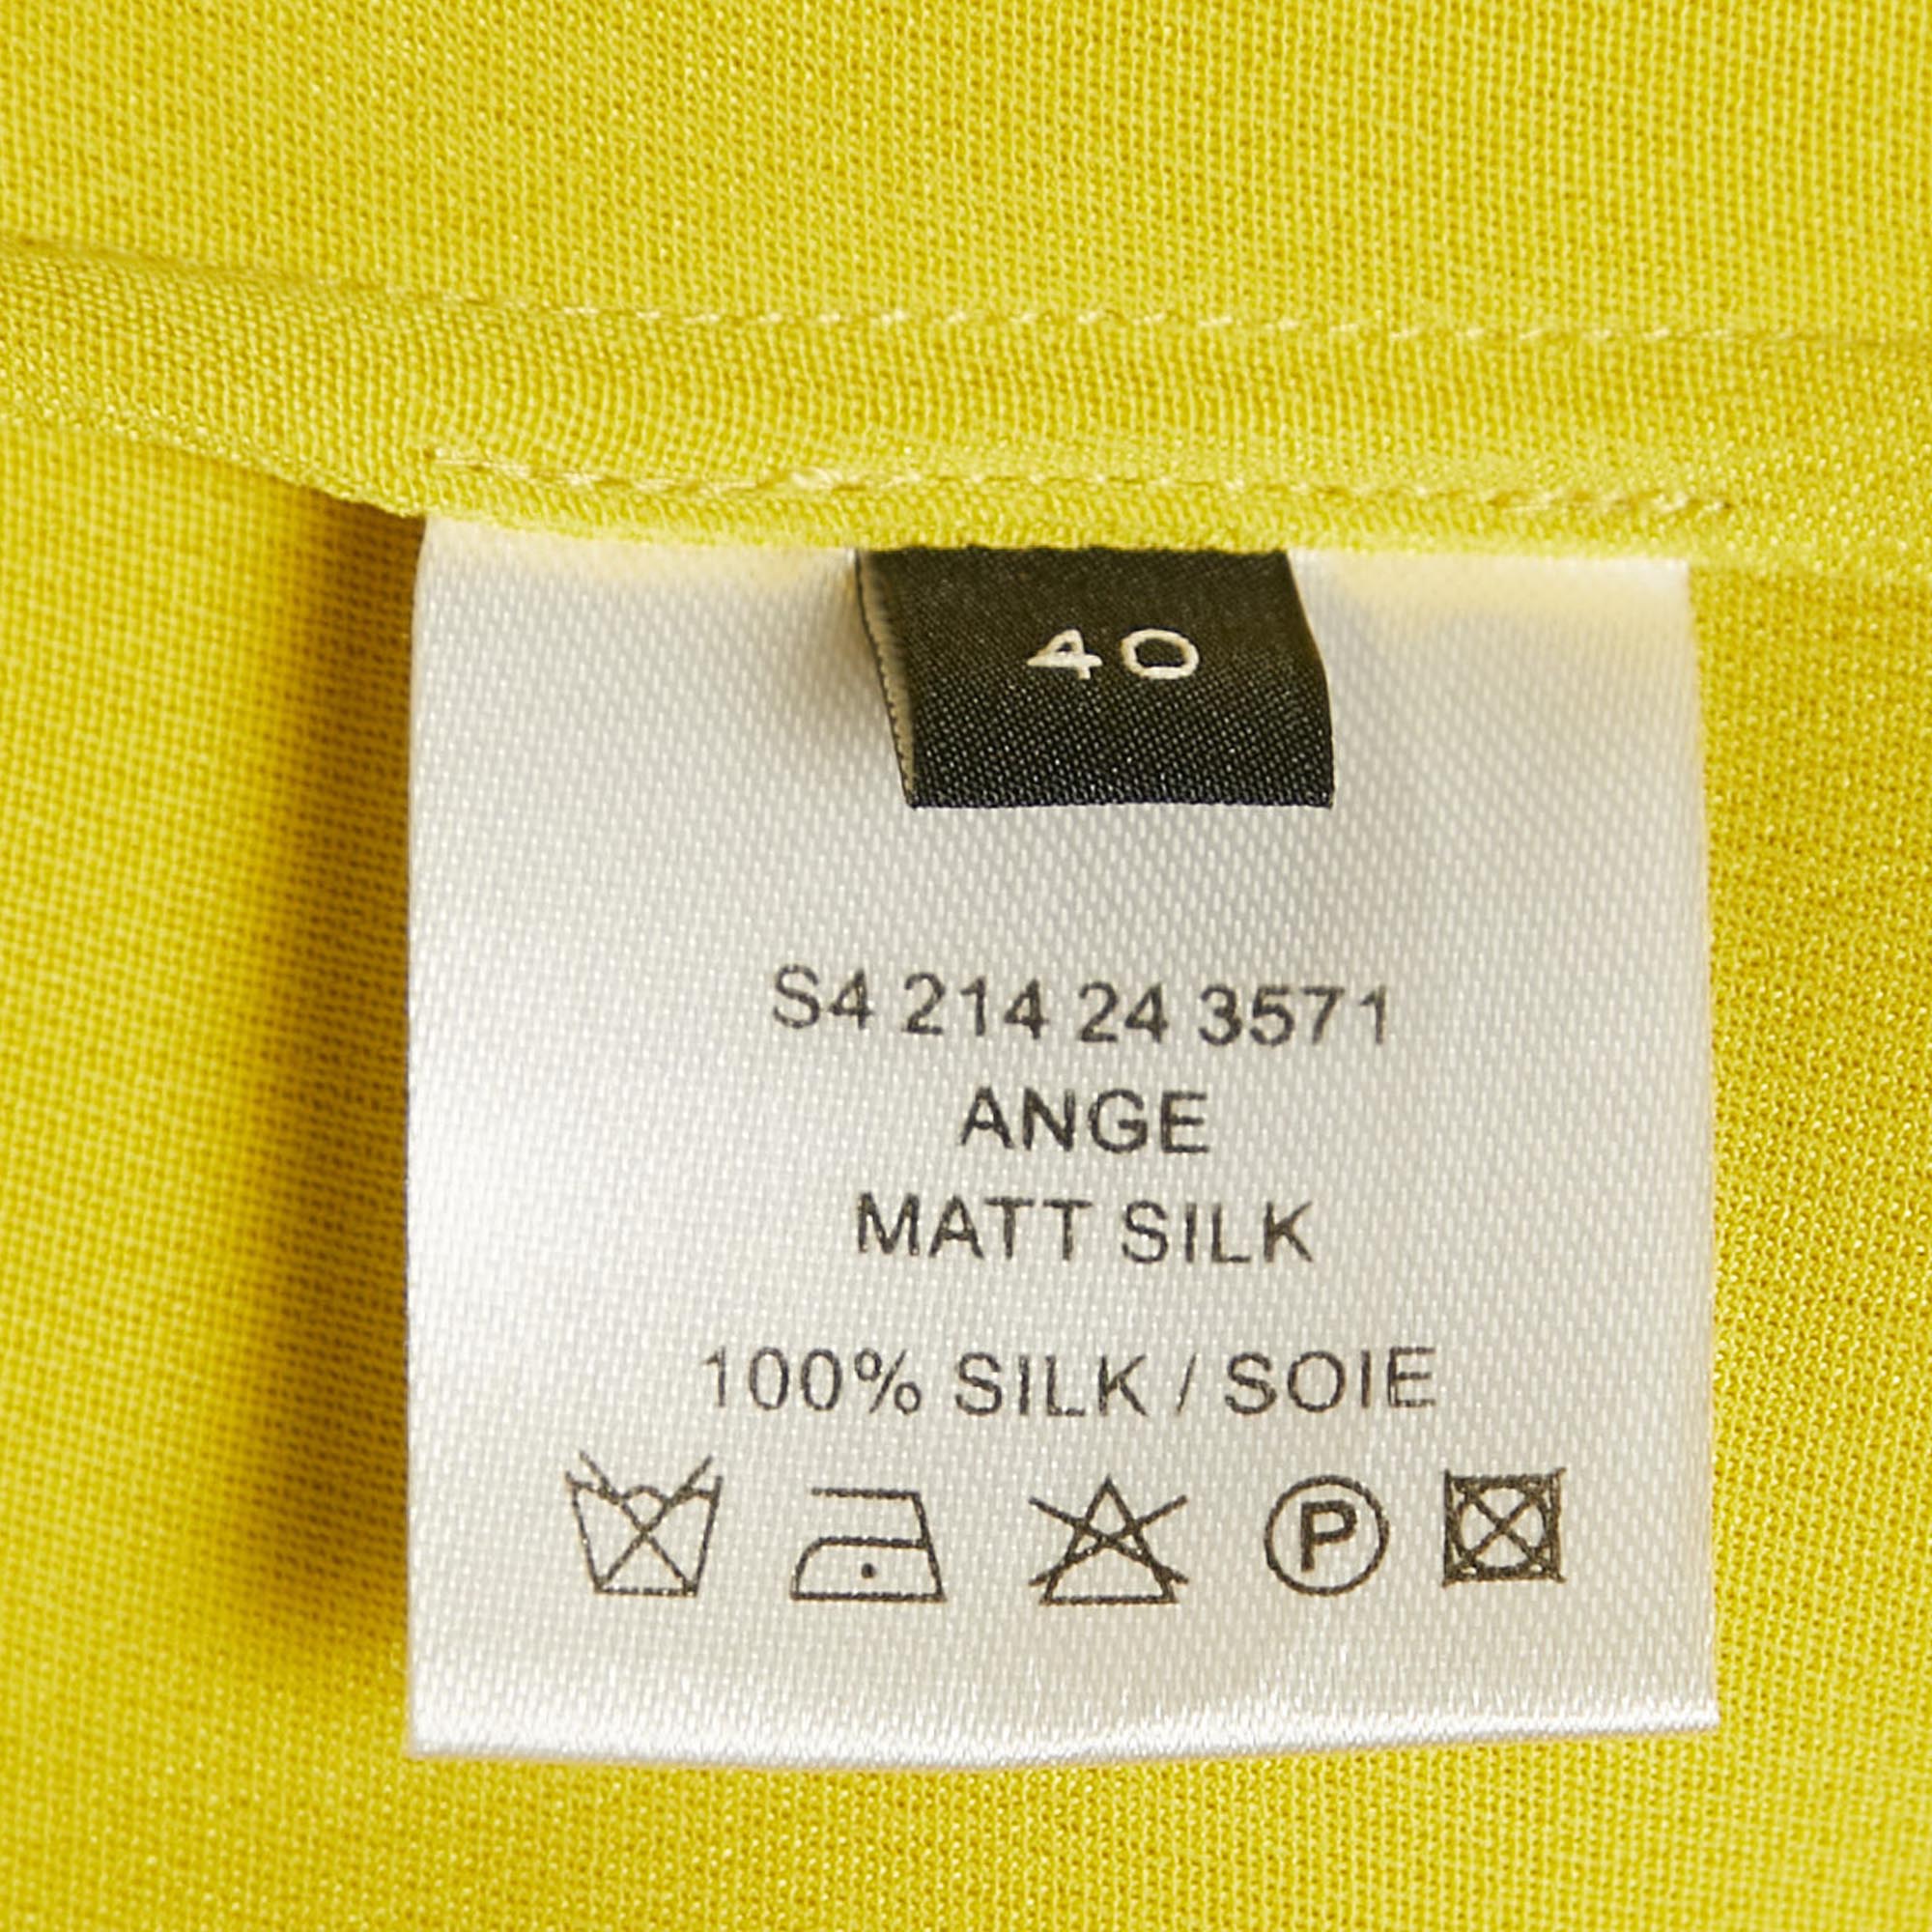 40
S4 214 24 3571
ANGE
MATT SILK
100% SILK / SOIE
P